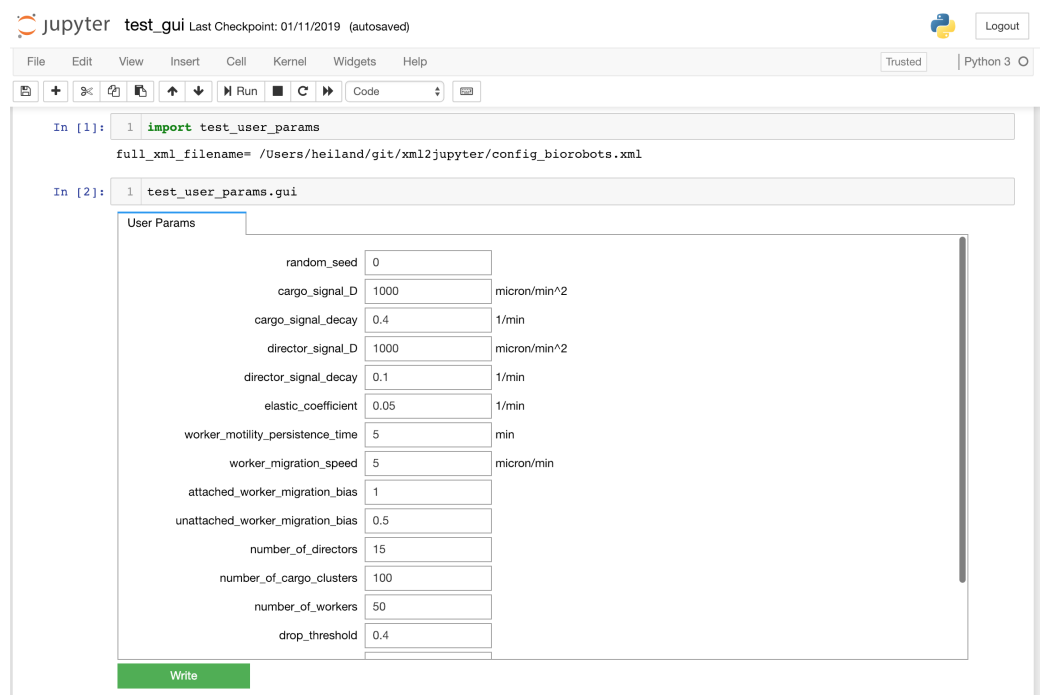 jupyter test_gui Last Checkpoint: 01/11/2019 (autosaved) Logout
File Edit View Insert Cell Kernel Widgets Help Trusted Python 3
Run Code
In [1]: 1 import test_user_params
full_xml_filename= /Users/heiland/git/xml2jupyter/config_biorobots.xml
In [2]: 1 test_user_params.gui
User Params
random_seed 0
cargo_signal_D 1000 micron/min^2
cargo_signal_decay 0.4 1/min
director_signal_D 1000 micron/min^2
director_signal_decay 0.1 1/min
elastic_coefficient 0.05 1/min
worker_motility_persistence_time 5 min
worker_migration_speed 5 micron/min
attached_worker_migration_bias 1
unattached_worker_migration_bias 0.5
number_of_directors 15
number_of_cargo_clusters 100
number_of_workers 50
drop_threshold 0.4
Write